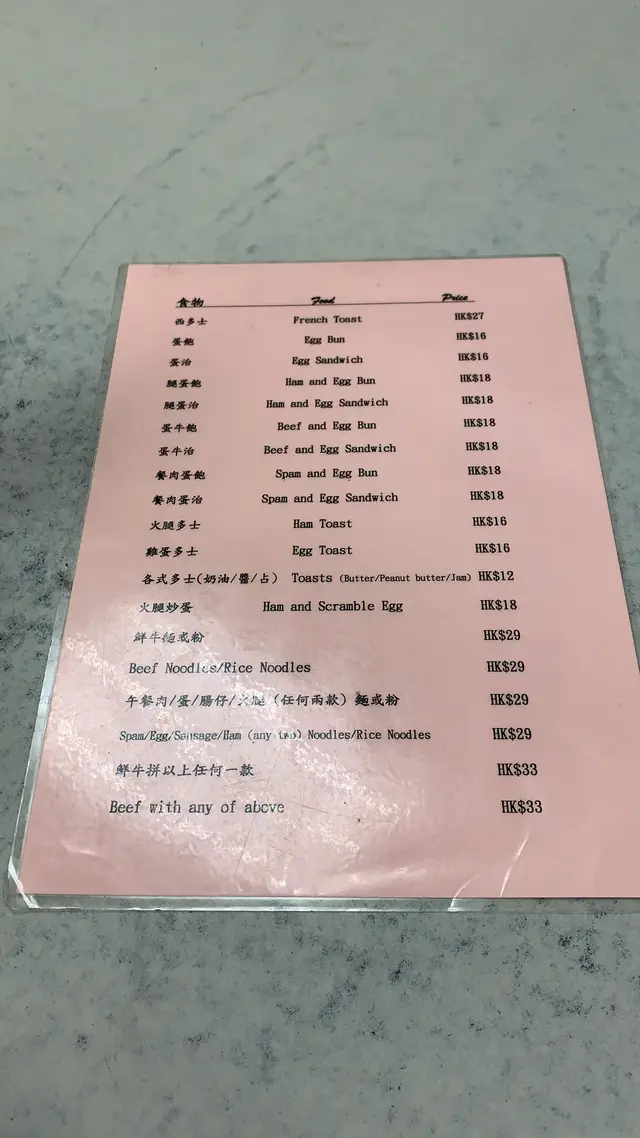 食物 Food Price
西多士 French Toast HK$27
蛋飽 Egg Bun HK$16
蛋治 Egg Sandwich HK$16
腿蛋飽 Ham and Egg Bun HK$18
腿蛋治 Ham and Egg Sandwich HK$18
蛋牛飽 Beef and Egg Bun HK$18
蛋牛治 Beef and Egg Sandwich HK$18
餐肉蛋飽 Spam and Egg Bun HK$18
餐肉蛋治 Spam and Egg Sandwich HK$18
火腿多士 Ham Toast HK$16
雞蛋多士 Egg Toast HK$16
各式多士(奶油/醬/占) Toasts (Butter/Peanut butter/Jam) HK$12
火腿炒蛋 Ham and Scramble Egg HK$18
鮮牛麵或粉 HK$29
Beef Noodles/Rice Noodles HK$29
午餐肉/蛋/腸仔/火腿 (任何兩款) 麵或粉 HK$29
Spam/Egg/Sausage/Ham (any two) Noodles/Rice Noodles HK$29
鮮牛拼以上任何一款 HK$33
Beef with any of above HK$33